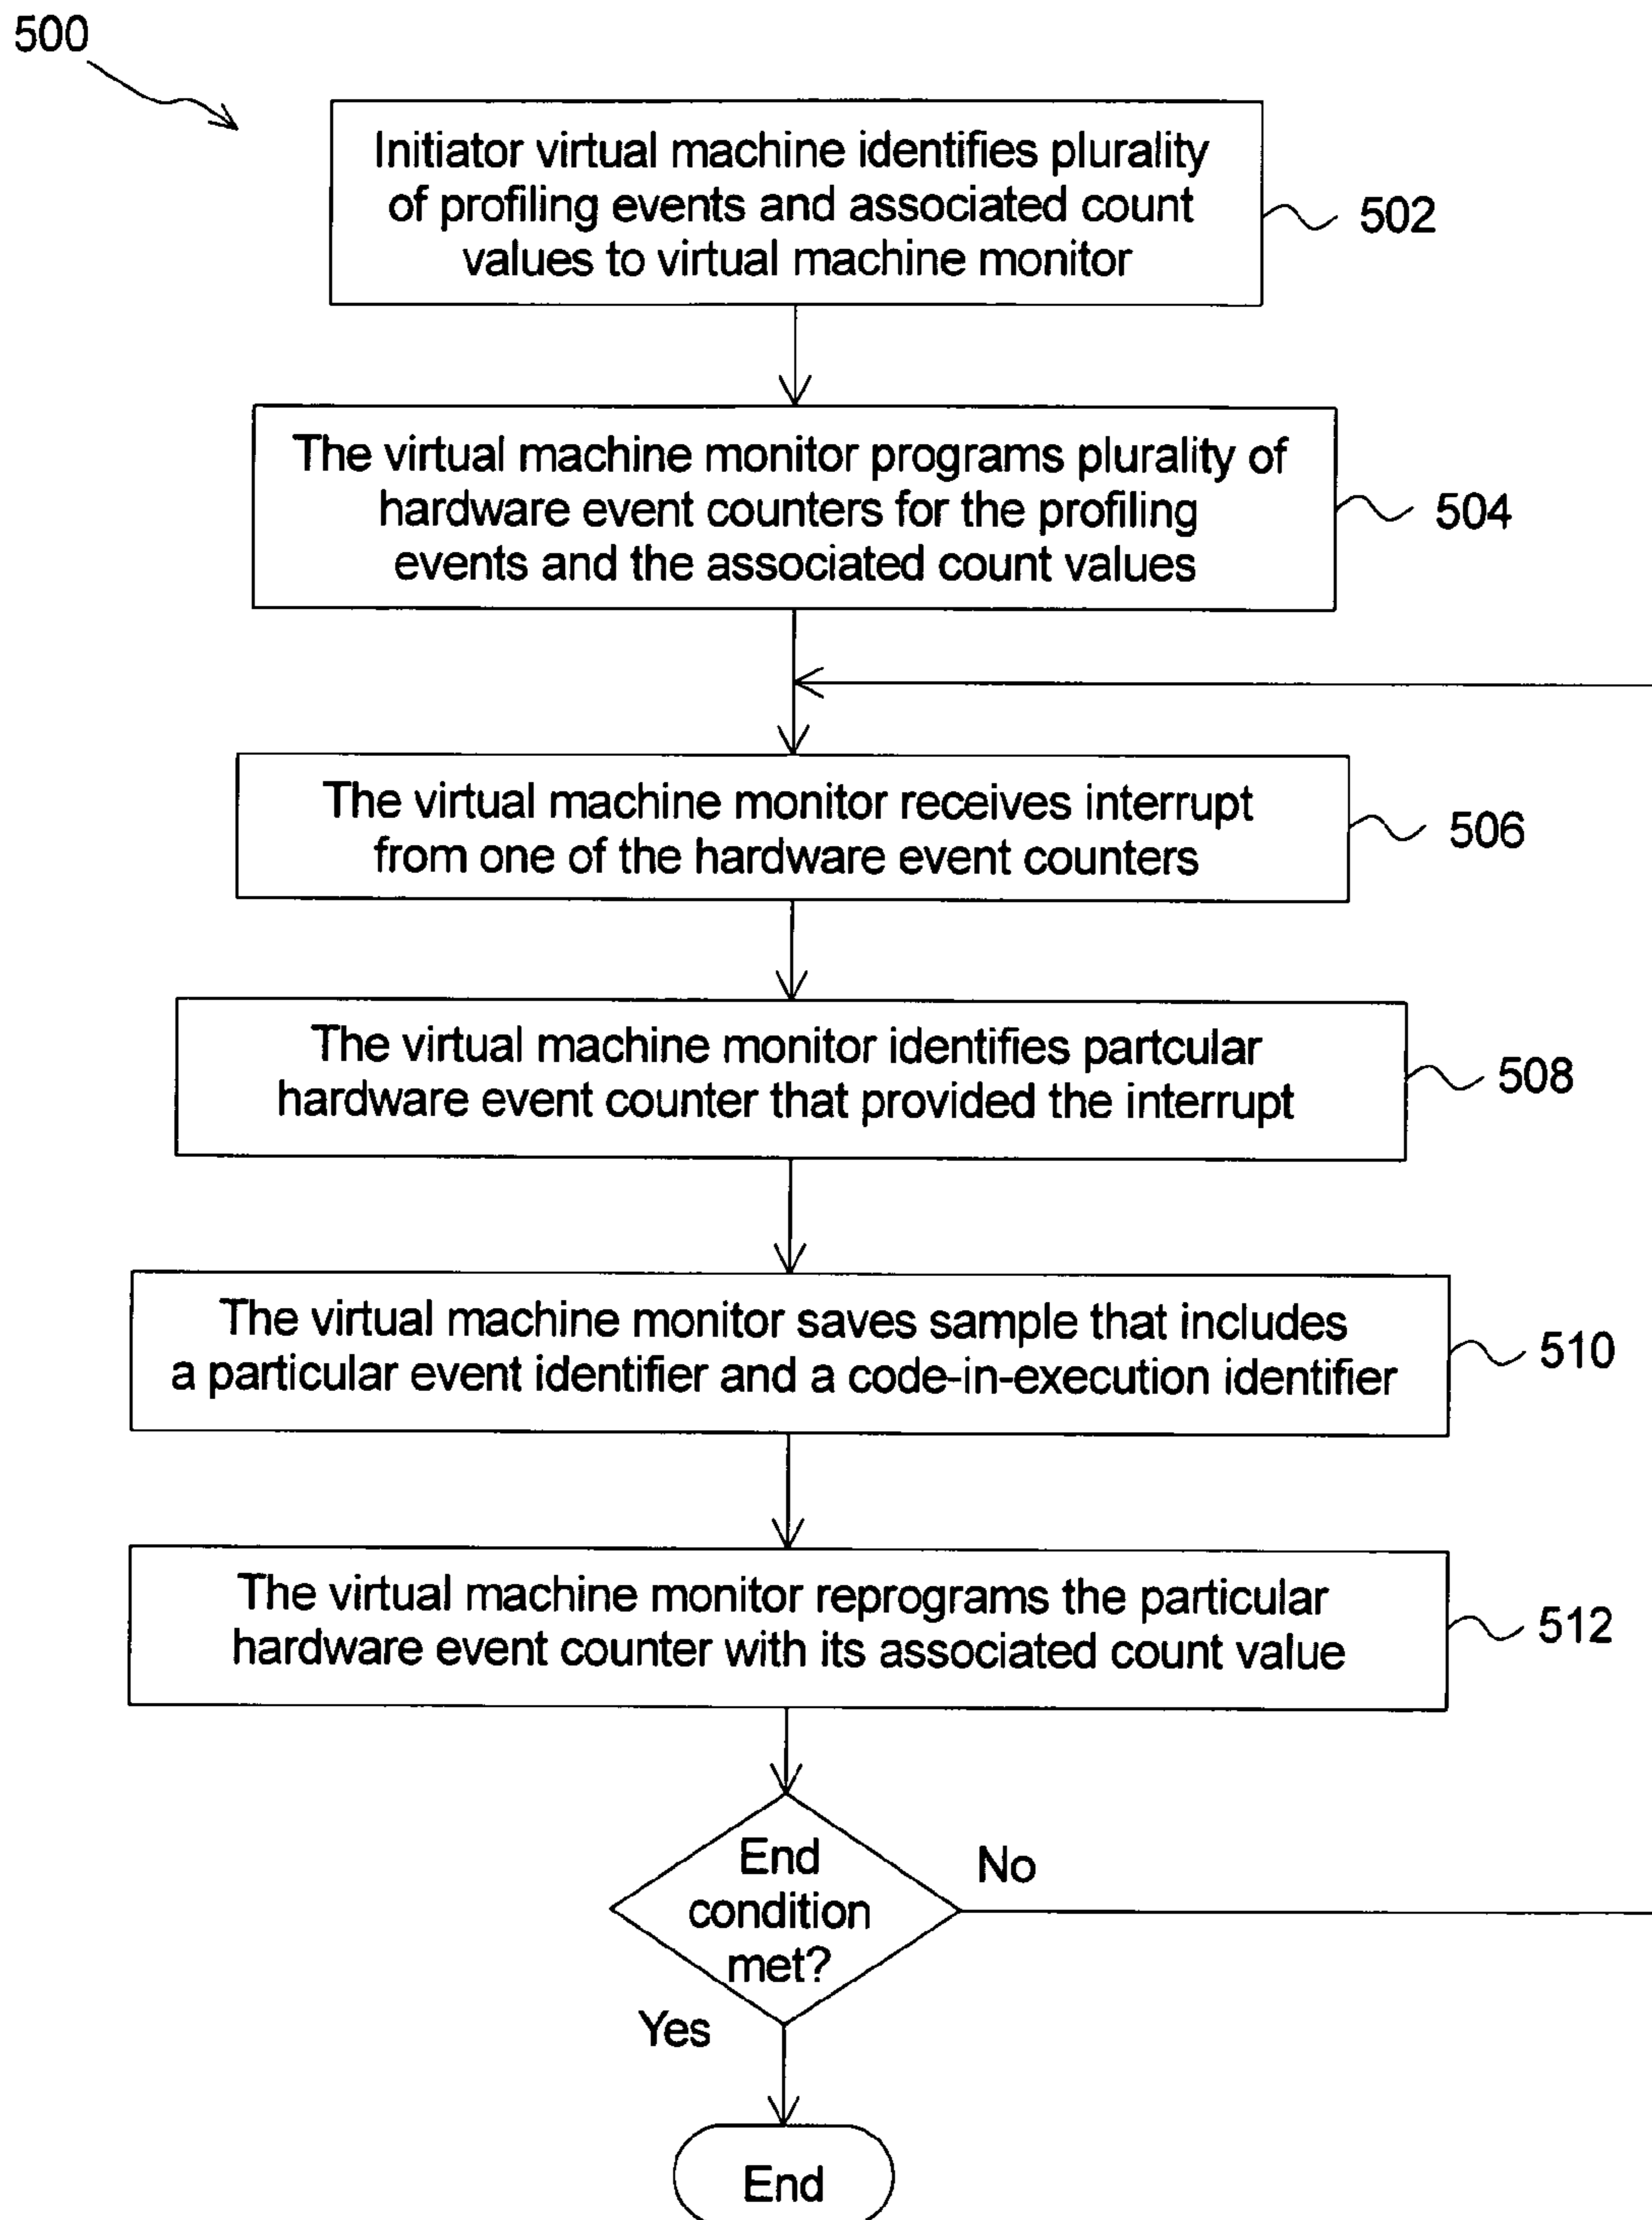 500
Initiator virtual machine identifies plurality
of profiling events and associated count
values to virtual machine monitor
502
The virtual machine monitor programs plurality of
hardware event counters for the profiling
events and the associated count values
504
The virtual machine monitor receives interrupt
from one of the hardware event counters
506
The virtual machine monitor identifies partcular
hardware event counter that provided the interrupt
508
The virtual machine monitor saves sample that includes
a particular event identifier and a code-in-execution identifier
510
The virtual machine monitor reprograms the particular
hardware event counter with its associated count value
512
End
condition
met?
No
Yes
End